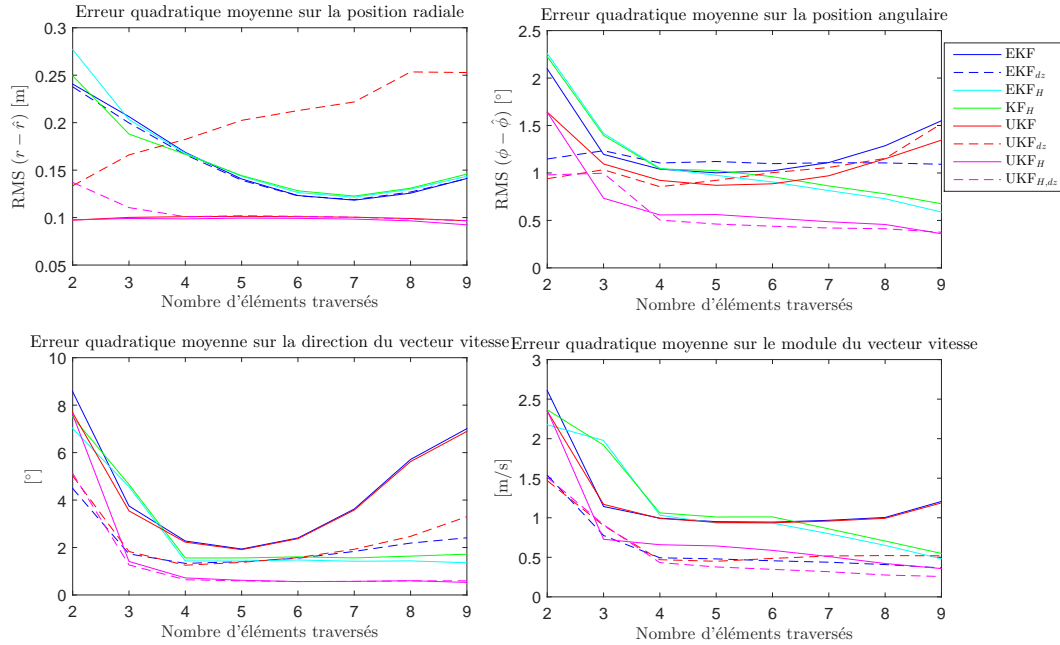 Erreur quadratique moyenne sur la position radiale
0.3
0.25
0.2
0.15
0.1
0.05
RMS (r − r̂) [m]
2 3 4 5 6 7 8 9
Nombre d'éléments traversés
Erreur quadratique moyenne sur la position angulaire
2.5
2
1.5
1
0.5
0
RMS (ϕ − ϕ̂) [°]
2 3 4 5 6 7 8 9
Nombre d'éléments traversés
EKF
EKF_dz
EKF_H
KF_H
UKF
UKF_dz
UKF_H
UKF_H,dz
Erreur quadratique moyenne sur la direction du vecteur vitesse
10
8
6
4
2
0
[°]
2 3 4 5 6 7 8 9
Nombre d'éléments traversés
Erreur quadratique moyenne sur le module du vecteur vitesse
3
2.5
2
1.5
1
0.5
0
[m/s]
2 3 4 5 6 7 8 9
Nombre d'éléments traversés